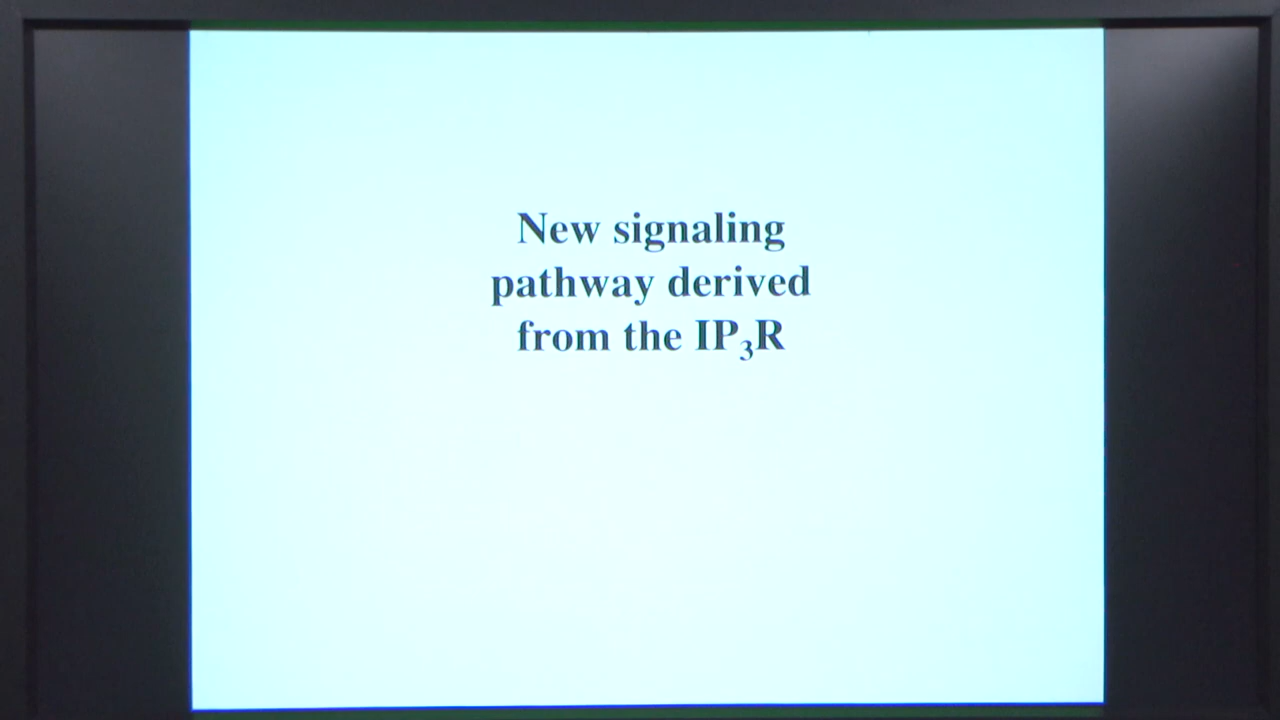 New signaling
pathway derived
from the IP₃R